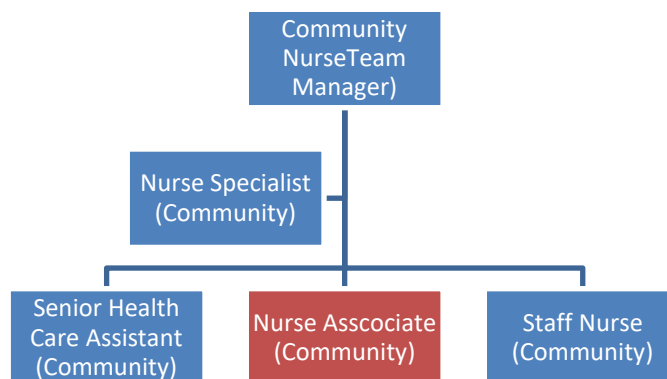 Community
NurseTeam
Manager)
Nurse Specialist
(Community)
Senior Health
Care Assistant
(Community)
Nurse Asscociate
(Community)
Staff Nurse
(Community)